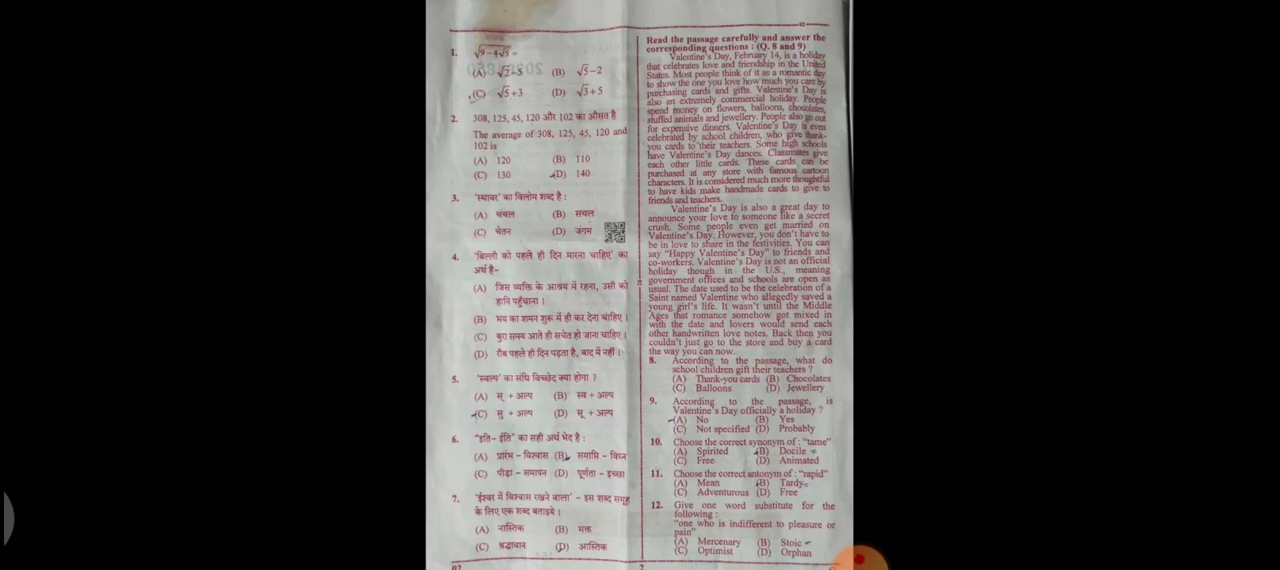 1. √9−4√5 =
(A) √2−5 (B) √5−2
(C) √5+3 (D) √3+5
2. 308, 125, 45, 120 और 102 का औसत है
The average of 308, 125, 45, 120 and
102 is
(A) 120 (B) 110
(C) 130 (D) 140
3. 'स्थावर' का विलोम शब्द है :
(A) चंचल (B) सचल
(C) चेतन (D) जंगम
4. 'बिल्ली को पहले ही दिन मारना चाहिए' का
अर्थ है-
(A) जिस व्यक्ति के आश्रय में रहना, उसी को
हानि पहुँचाना ।
(B) भय का शमन शुरू में ही कर देना चाहिए ।
(C) बुरा समय आते ही सचेत हो जाना चाहिए ।
(D) रौब पहले ही दिन पड़ता है, बाद में नहीं ।
5. 'स्वल्प' का संधि विच्छेद क्या होगा ?
(A) स् + अल्प (B) स्व + अल्प
(C) सु + अल्प (D) सू + अल्प
6. "इति- ईति" का सही अर्थ भेद है :
(A) प्रारंभ - विश्वास (B) समाप्ति - विघ्न
(C) पीड़ा - समापन (D) पूर्णता - इच्छा
7. 'ईश्वर में विश्वास रखने वाला' - इस शब्द समूह
के लिए एक शब्द बताइये ।
(A) नास्तिक (B) भक्त
(C) श्रद्धावान (D) आस्तिक
02
2
Read the passage carefully and answer the
corresponding questions : (Q. 8 and 9)
Valentine's Day, February 14, is a holiday
that celebrates love and friendship in the United
States. Most people think of it as a romantic day
to show the one you love how much you care by
purchasing cards and gifts. Valentine's Day is
also an extremely commercial holiday. People
spend money on flowers, balloons, chocolates,
stuffed animals and jewellery. People also go out
for expensive dinners. Valentine's Day is even
celebrated by school children, who give thank-
you cards to their teachers. Some high schools
have Valentine's Day dances. Classmates give
each other little cards. These cards can be
purchased at any store with famous cartoon
characters. It is considered much more thoughtful
to have kids make handmade cards to give to
friends and teachers.
Valentine's Day is also a great day to
announce your love to someone like a secret
crush. Some people even get married on
Valentine's Day. However, you don't have to
be in love to share in the festivities. You can
say "Happy Valentine's Day" to friends and
co-workers. Valentine's Day is not an official
holiday though in the U.S., meaning
government offices and schools are open as
usual. The date used to be the celebration of a
Saint named Valentine who allegedly saved a
young girl's life. It wasn't until the Middle
Ages that romance somehow got mixed in
with the date and lovers would send each
other handwritten love notes. Back then you
couldn't just go to the store and buy a card
the way you can now.
8. According to the passage, what do
school children gift their teachers ?
(A) Thank-you cards (B) Chocolates
(C) Balloons (D) Jewellery
9. According to the passage, is
Valentine's Day officially a holiday ?
(A) No (B) Yes
(C) Not specified (D) Probably
10. Choose the correct synonym of : "tame"
(A) Spirited (B) Docile
(C) Free (D) Animated
11. Choose the correct antonym of : "rapid"
(A) Mean (B) Tardy
(C) Adventurous (D) Free
12. Give one word substitute for the
following :
"one who is indifferent to pleasure or
pain"
(A) Mercenary (B) Stoic
(C) Optimist (D) Orphan